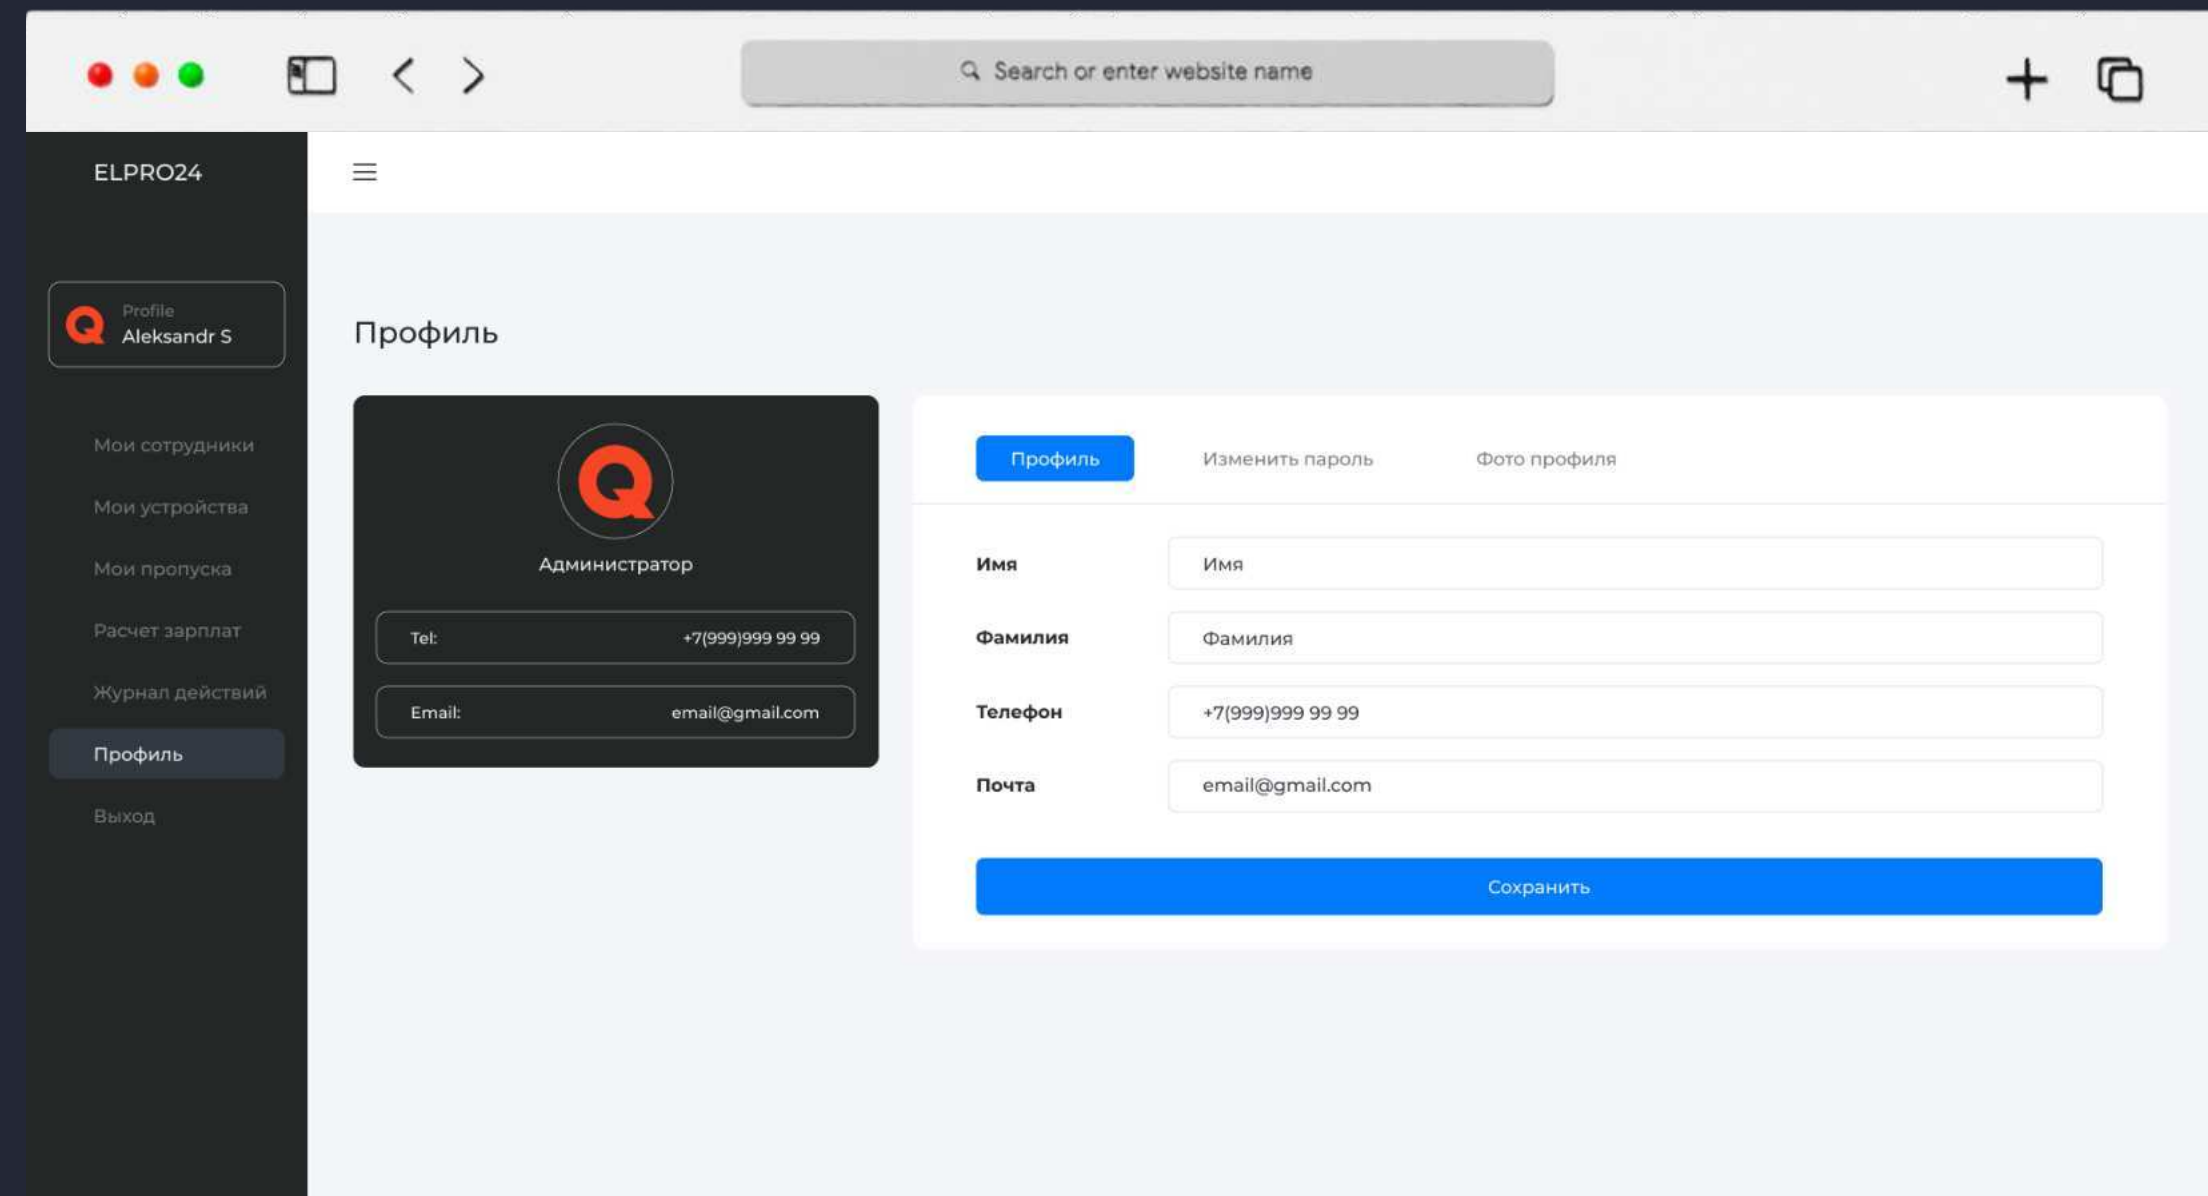 Search or enter website name
ELPRO24
Profile
Aleksandr S
Мои сотрудники
Мои устройства
Мои пропуска
Расчет зарплат
Журнал действий
Профиль
Выход
Профиль
Администратор
Tel: +7(999)999 99 99
Email: email@gmail.com
Профиль Изменить пароль Фото профиля
Имя Имя
Фамилия Фамилия
Телефон +7(999)999 99 99
Почта email@gmail.com
Сохранить